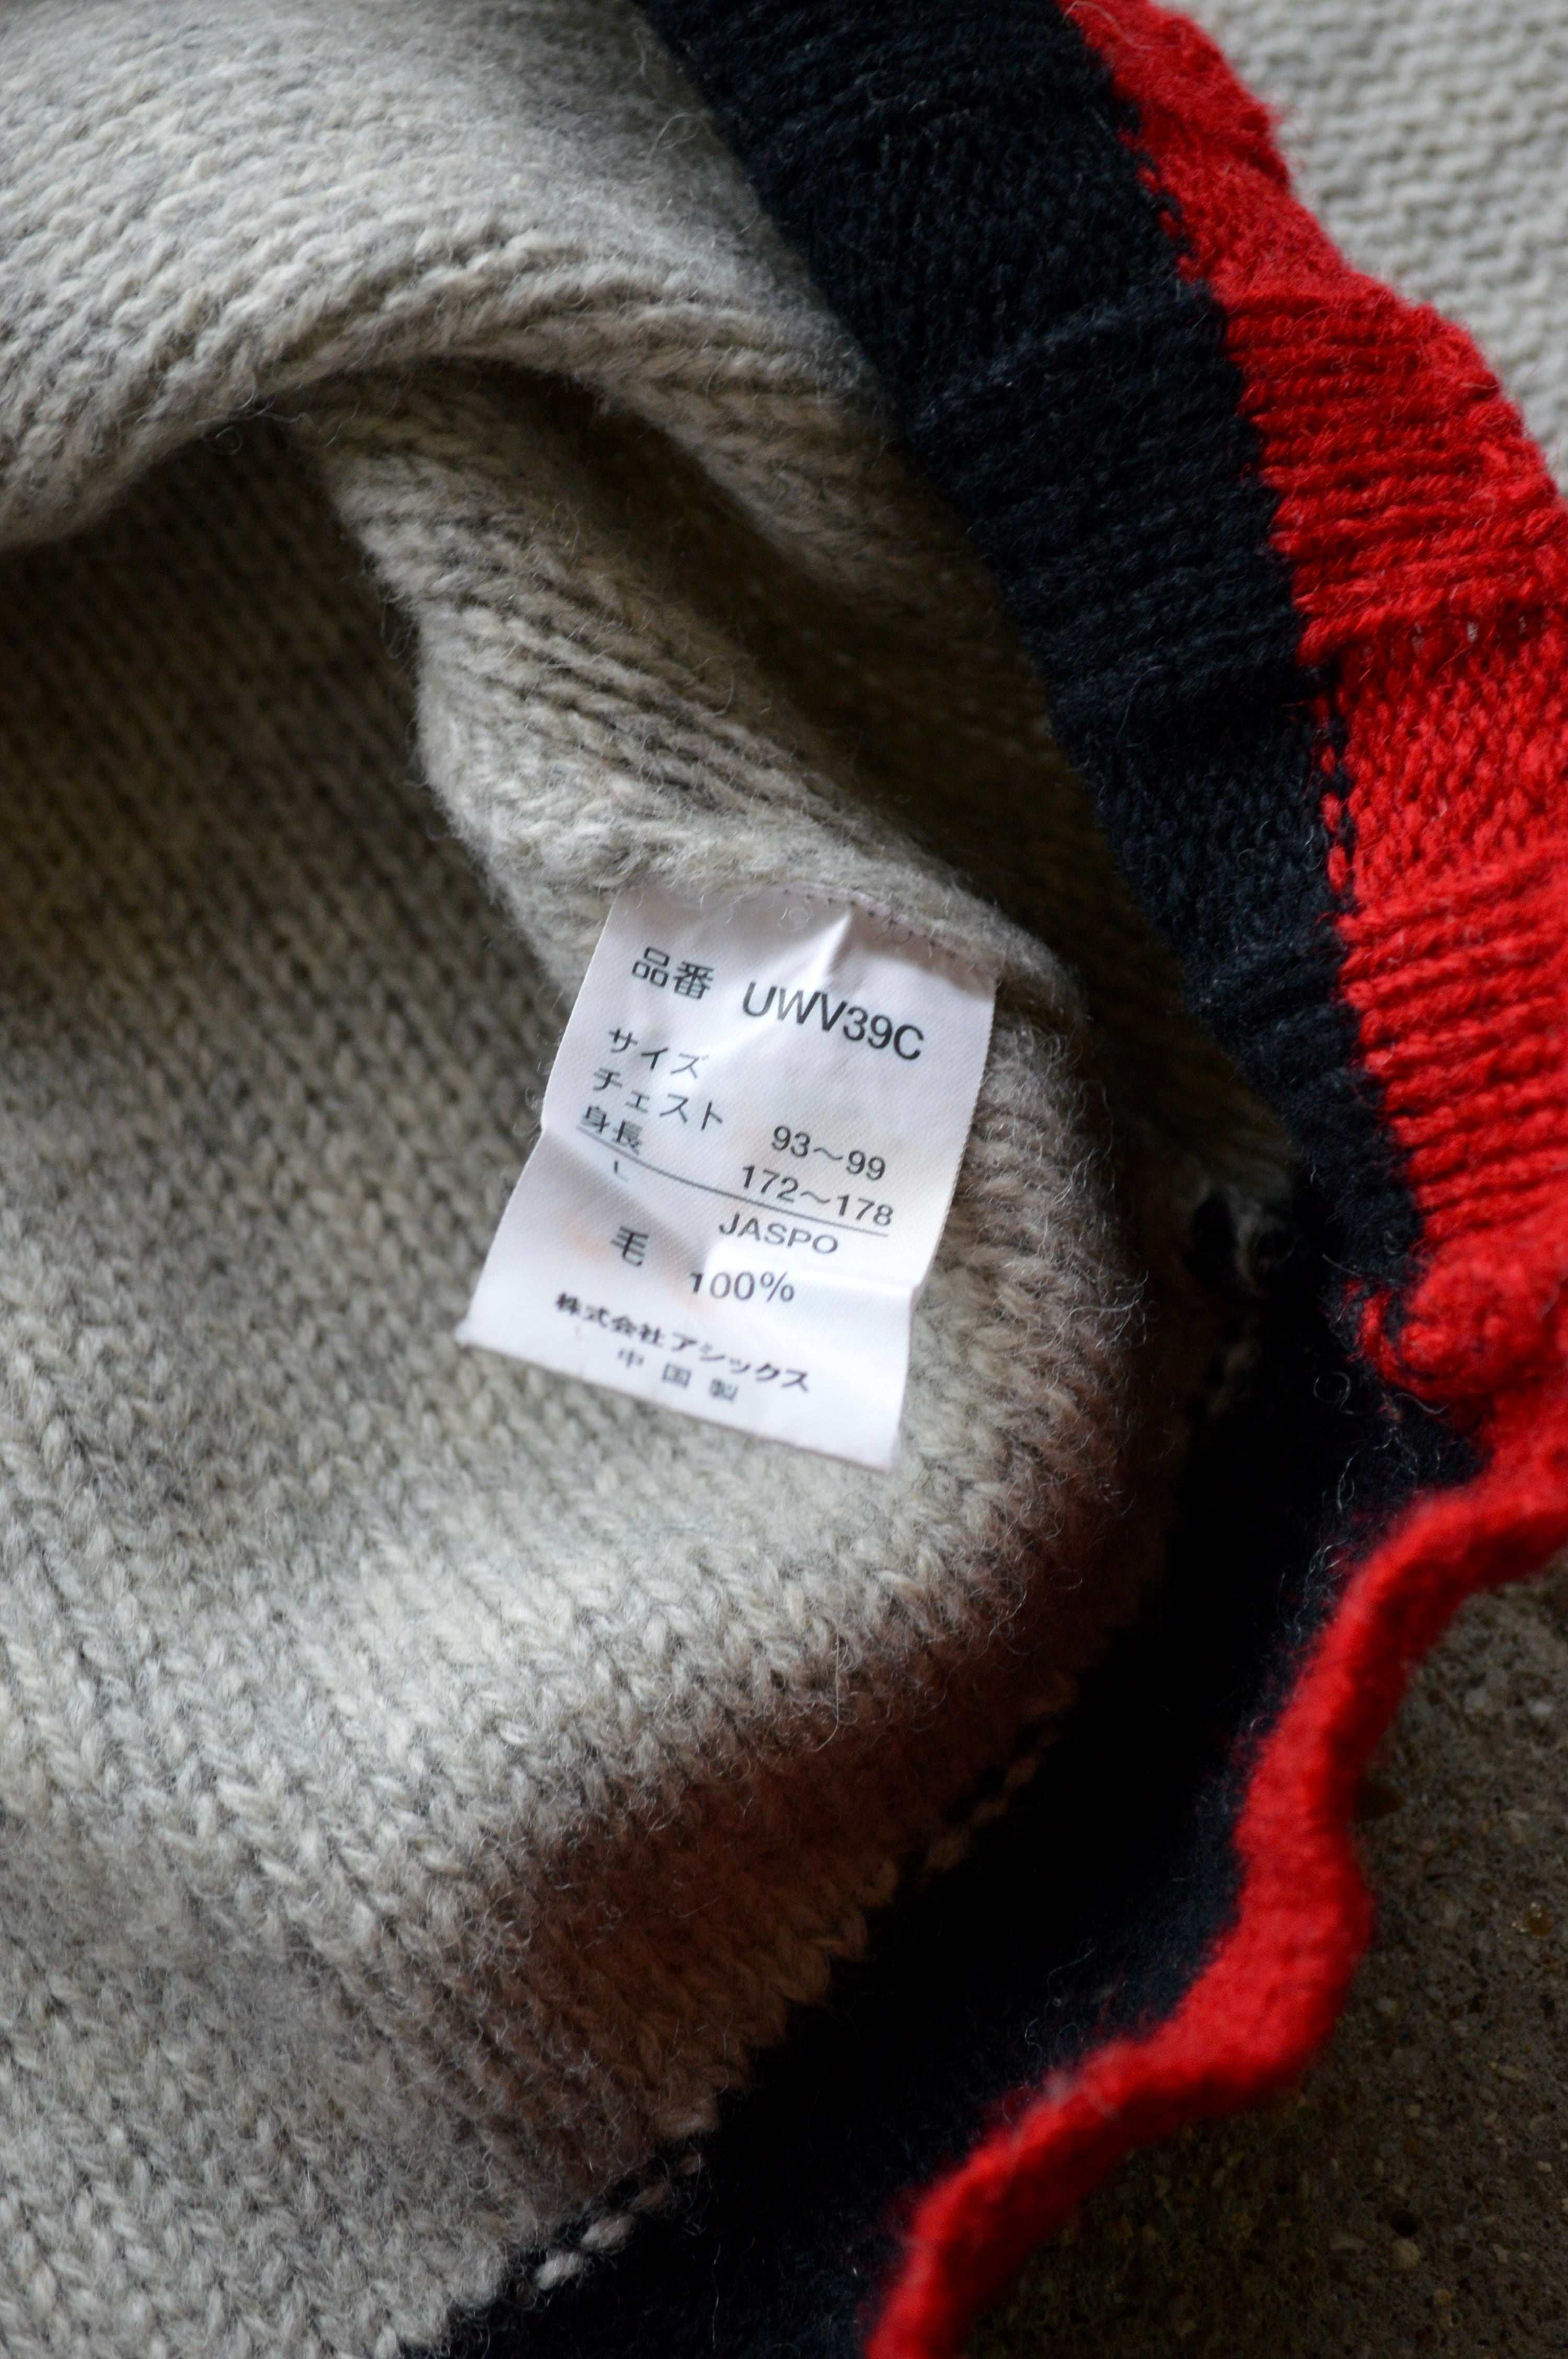 品番 UWV39C
サイズ
チェスト 93～99
身長 172～178
L JASPO
毛 100%
株式会社アシックス
中国製